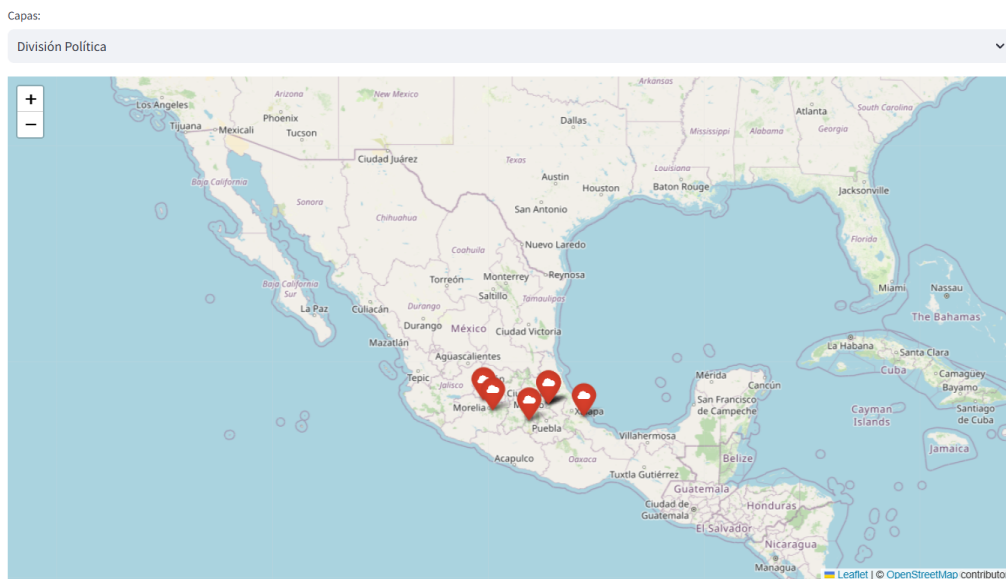 Capas:
División Política
+
−
Arkansas
Arizona
New Mexico
Los Angeles
South Carolina
Atlanta
Phoenix
Dallas
Tijuana
Mexicali
Mississippi
Alabama
Georgia
Tucson
Ciudad Juárez
Texas
Louisiana
Austin
Houston
Baton Rouge
Baja California
Jacksonville
Sonora
San Antonio
Chihuahua
Florida
Nuevo Laredo
Coahuila
Torreón
Monterrey
Reynosa
Baja California
Sur
Miami
Nassau
Saltillo
Tamaulipas
La Paz
Culiacán
Durango
The Bahamas
Durango
México
Ciudad Victoria
Mazatlán
La Habana
Santa Clara
Aguascalientes
Cuba
Camaguey
Tepic
Mérida
Cancún
Jalisco
Bayamo
San Francisco
de Campeche
Morelia
Cayman
Islands
Santiago
de Cuba
Puebla
Villahermosa
Jamaica
Acapulco
Oaxaca
Belize
Tuxtla Gutiérrez
Guatemala
Ciudad de
Guatemala
Honduras
El Salvador
Nicaragua
Managua
Leaflet | © OpenStreetMap contributo